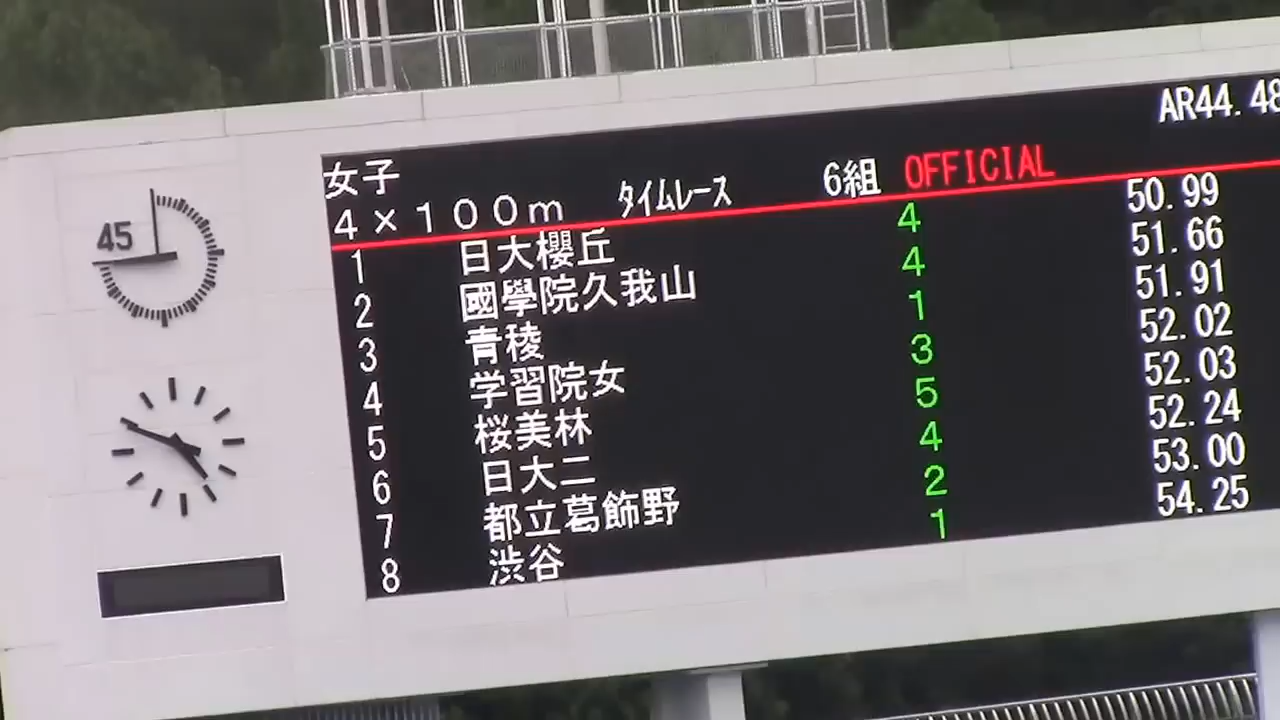 AR44.48
女子
4×100m ﾀｲﾑﾚｰｽ 6組 OFFICIAL
1 日大櫻丘 4 50.99
2 國學院久我山 4 51.66
3 青稜 1 51.91
4 学習院女 3 52.02
5 桜美林 5 52.03
6 日大二 4 52.24
7 都立葛飾野 2 53.00
8 渋谷 1 54.25
45